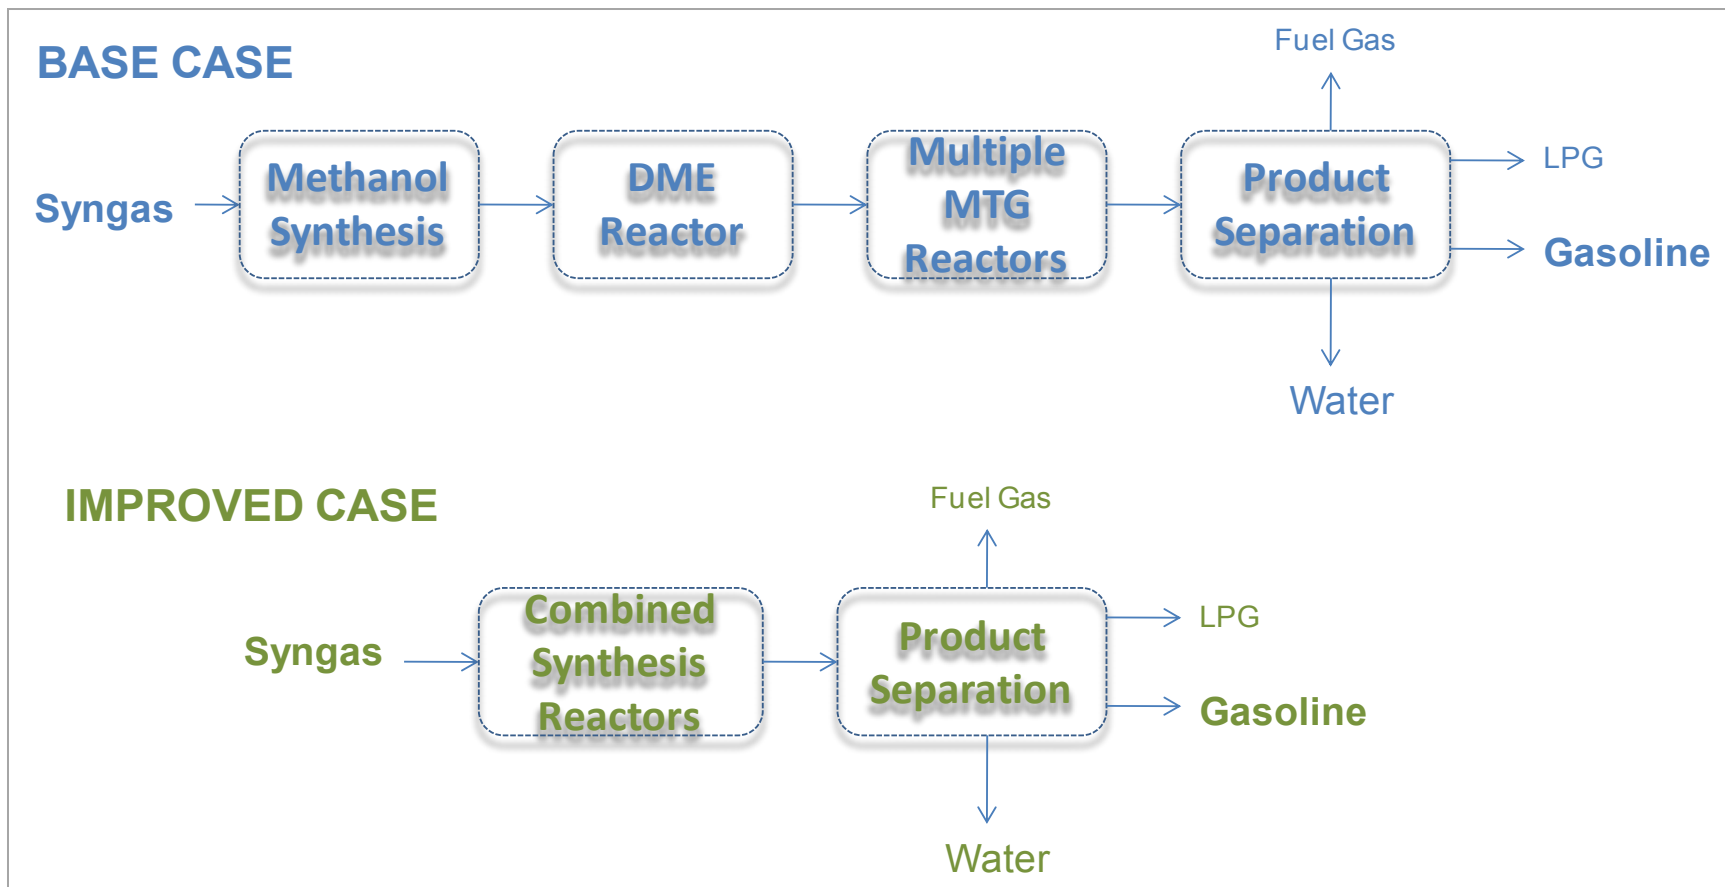 BASE CASE
Fuel Gas
Syngas
Methanol
Synthesis
DME
Reactor
Multiple
MTG
Reactors
Product
Separation
LPG
Gasoline
Water
IMPROVED CASE
Fuel Gas
Syngas
Combined
Synthesis
Reactors
Product
Separation
LPG
Gasoline
Water